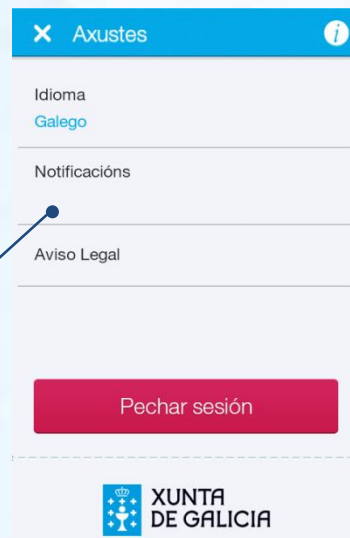 Axustes
Idioma
Galego
Notificacións
Aviso Legal
Pechar sesión
XUNTA
DE GALICIA